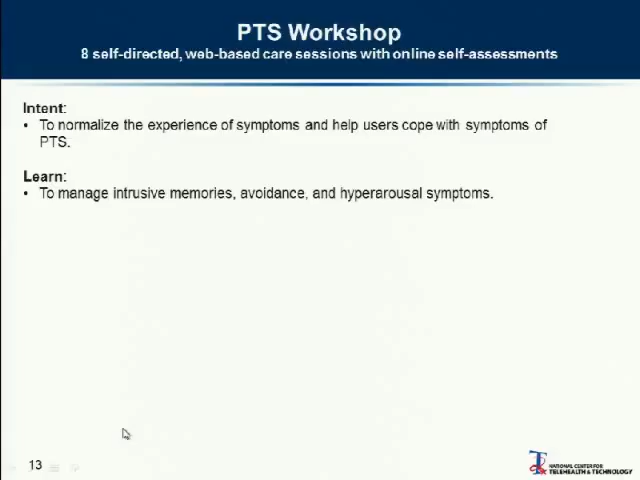 PTS Workshop
8 self-directed, web-based care sessions with online self-assessments
Intent:
• To normalize the experience of symptoms and help users cope with symptoms of
PTS.
Learn:
• To manage intrusive memories, avoidance, and hyperarousal symptoms.
13
NATIONAL CENTER FOR
TELEHEALTH & TECHNOLOGY